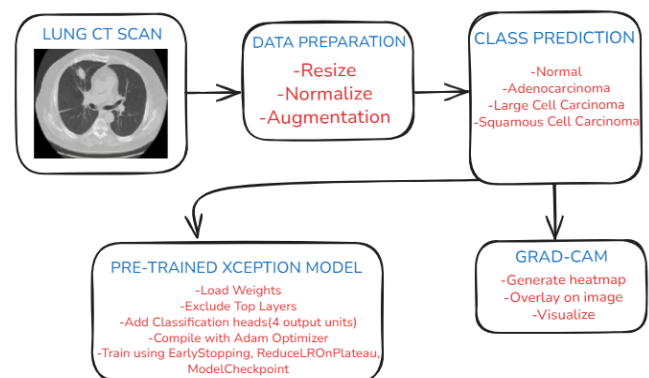 LUNG CT SCAN
DATA PREPARATION
-Resize
-Normalize
-Augmentation
CLASS PREDICTION
-Normal
-Adenocarcinoma
-Large Cell Carcinoma
-Squamous Cell Carcinoma
PRE-TRAINED XCEPTION MODEL
-Load Weights
-Exclude Top Layers
-Add Classification heads(4 output units)
-Compile with Adam Optimizer
-Train using EarlyStopping, ReduceLROnPlateau,
ModelCheckpoint
GRAD-CAM
-Generate heatmap
-Overlay on image
-Visualize